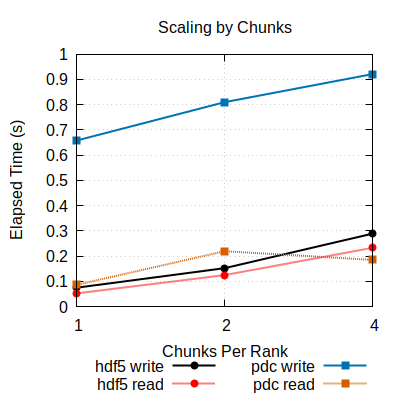 Scaling by Chunks
Elapsed Time (s)
1
0.9
0.8
0.7
0.6
0.5
0.4
0.3
0.2
0.1
0
1 2 4
Chunks Per Rank
hdf5 write pdc write
hdf5 read pdc read